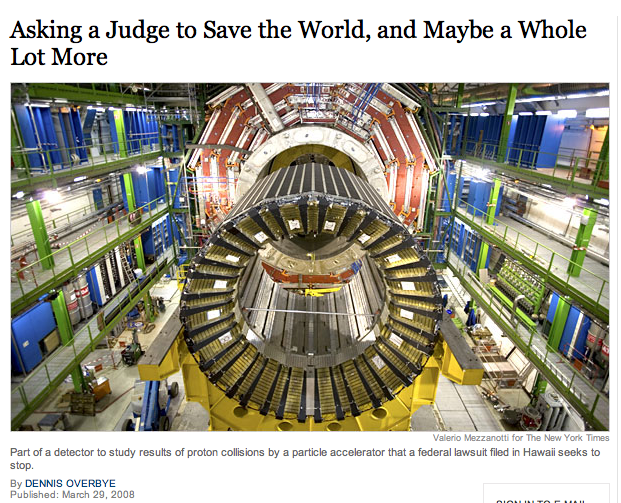 Asking a Judge to Save the World, and Maybe a Whole
Lot More
Valerio Mezzanotti for The New York Times
Part of a detector to study results of proton collisions by a particle accelerator that a federal lawsuit filed in Hawaii seeks to
stop.
By DENNIS OVERBYE
Published: March 29, 2008
SIGN IN TO E-MAIL